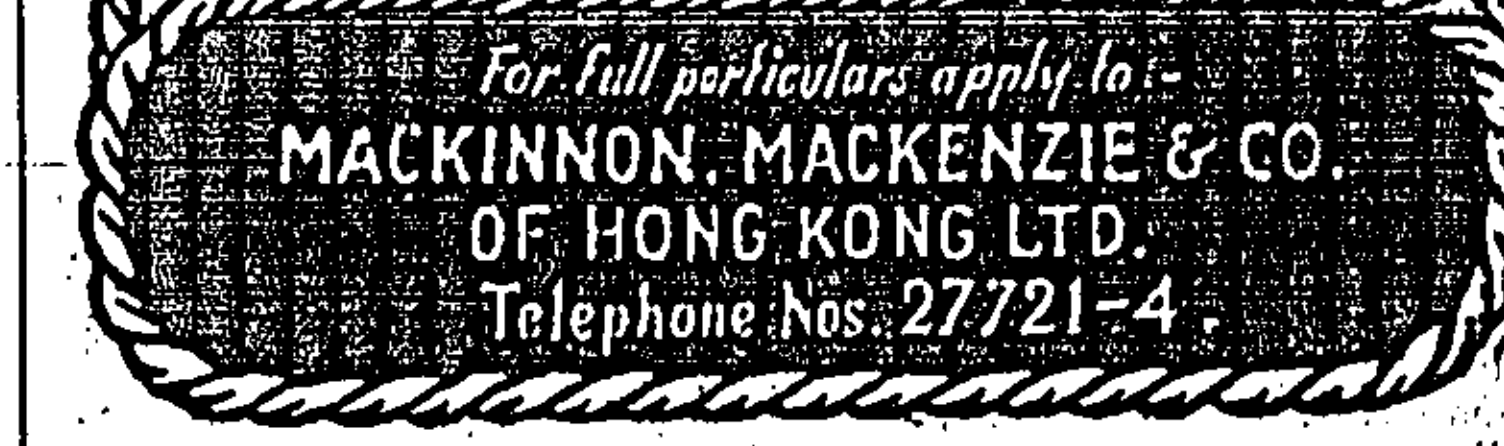 For full particulars apply to:-
MACKINNON, MACKENZIE & CO.
OF HONG KONG LTD.
Telephone Nos. 27721-4.